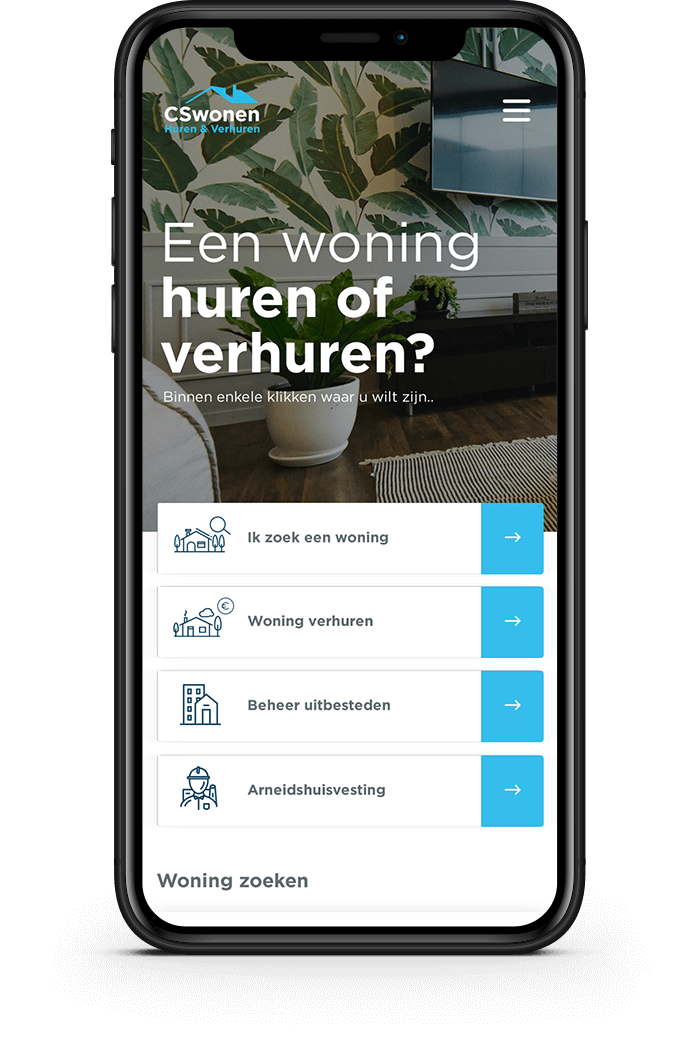 CSwonen
Huren & Verhuren
Een woning
huren of
verhuren?
Binnen enkele klikken waar u wilt zijn..
Ik zoek een woning
€
Woning verhuren
Beheer uitbesteden
Arneidshuisvesting
Woning zoeken